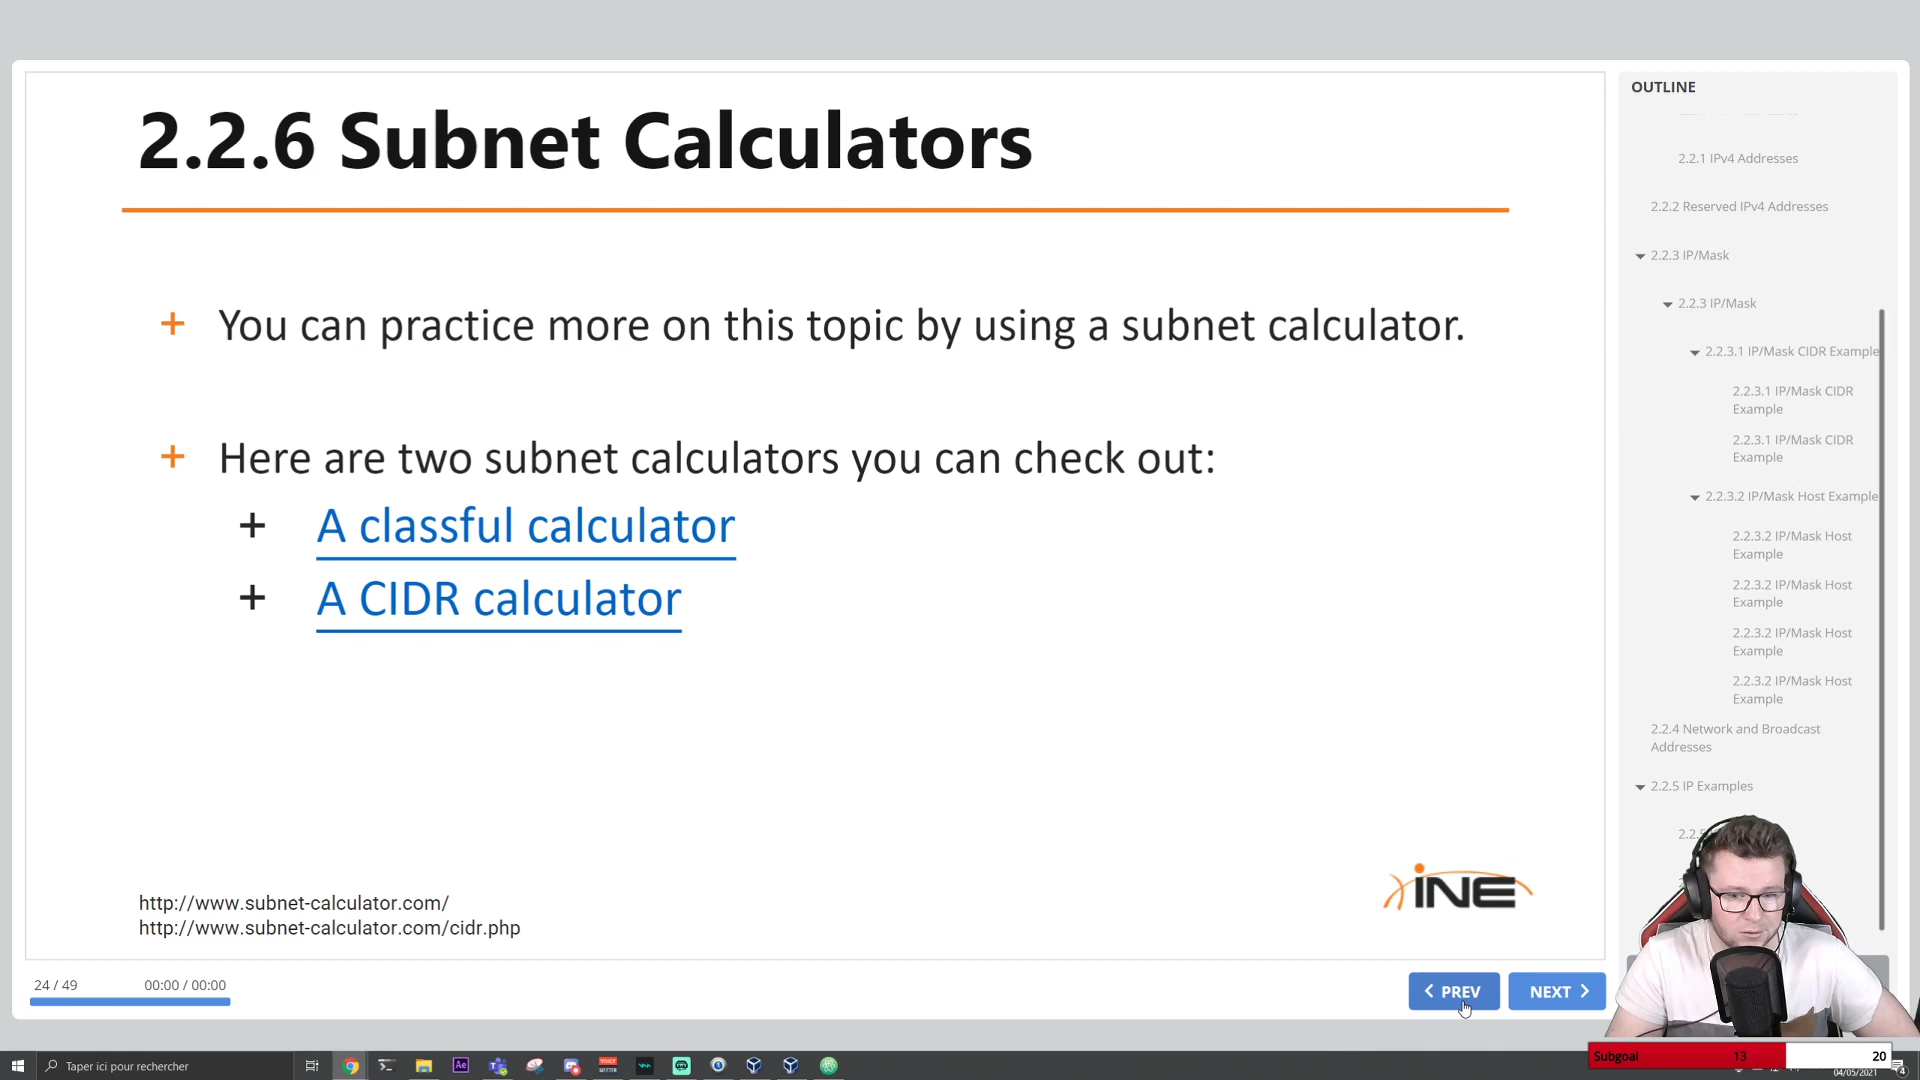 2.2.6 Subnet Calculators
+ You can practice more on this topic by using a subnet calculator.
+ Here are two subnet calculators you can check out:
+ A classful calculator
+ A CIDR calculator
http://www.subnet-calculator.com/
http://www.subnet-calculator.com/cidr.php
iNE
24 / 49
00:00 / 00:00
PREV
NEXT
OUTLINE
2.2.1 IPv4 Addresses
2.2.2 Reserved IPv4 Addresses
2.2.3 IP/Mask
2.2.3 IP/Mask
2.2.3.1 IP/Mask CIDR Example
2.2.3.1 IP/Mask CIDR
Example
2.2.3.1 IP/Mask CIDR
Example
2.2.3.2 IP/Mask Host Example
2.2.3.2 IP/Mask Host
Example
2.2.3.2 IP/Mask Host
Example
2.2.3.2 IP/Mask Host
Example
2.2.3.2 IP/Mask Host
Example
2.2.4 Network and Broadcast
Addresses
2.2.5 IP Examples
Subgoal 13 20
Taper ici pour rechercher
Ae
04/05/2021